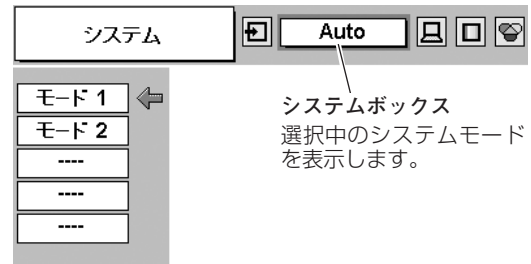 システム
Auto
モード 1
モード 2
----
----
----
システムボックス
選択中のシステムモード
を表示します。